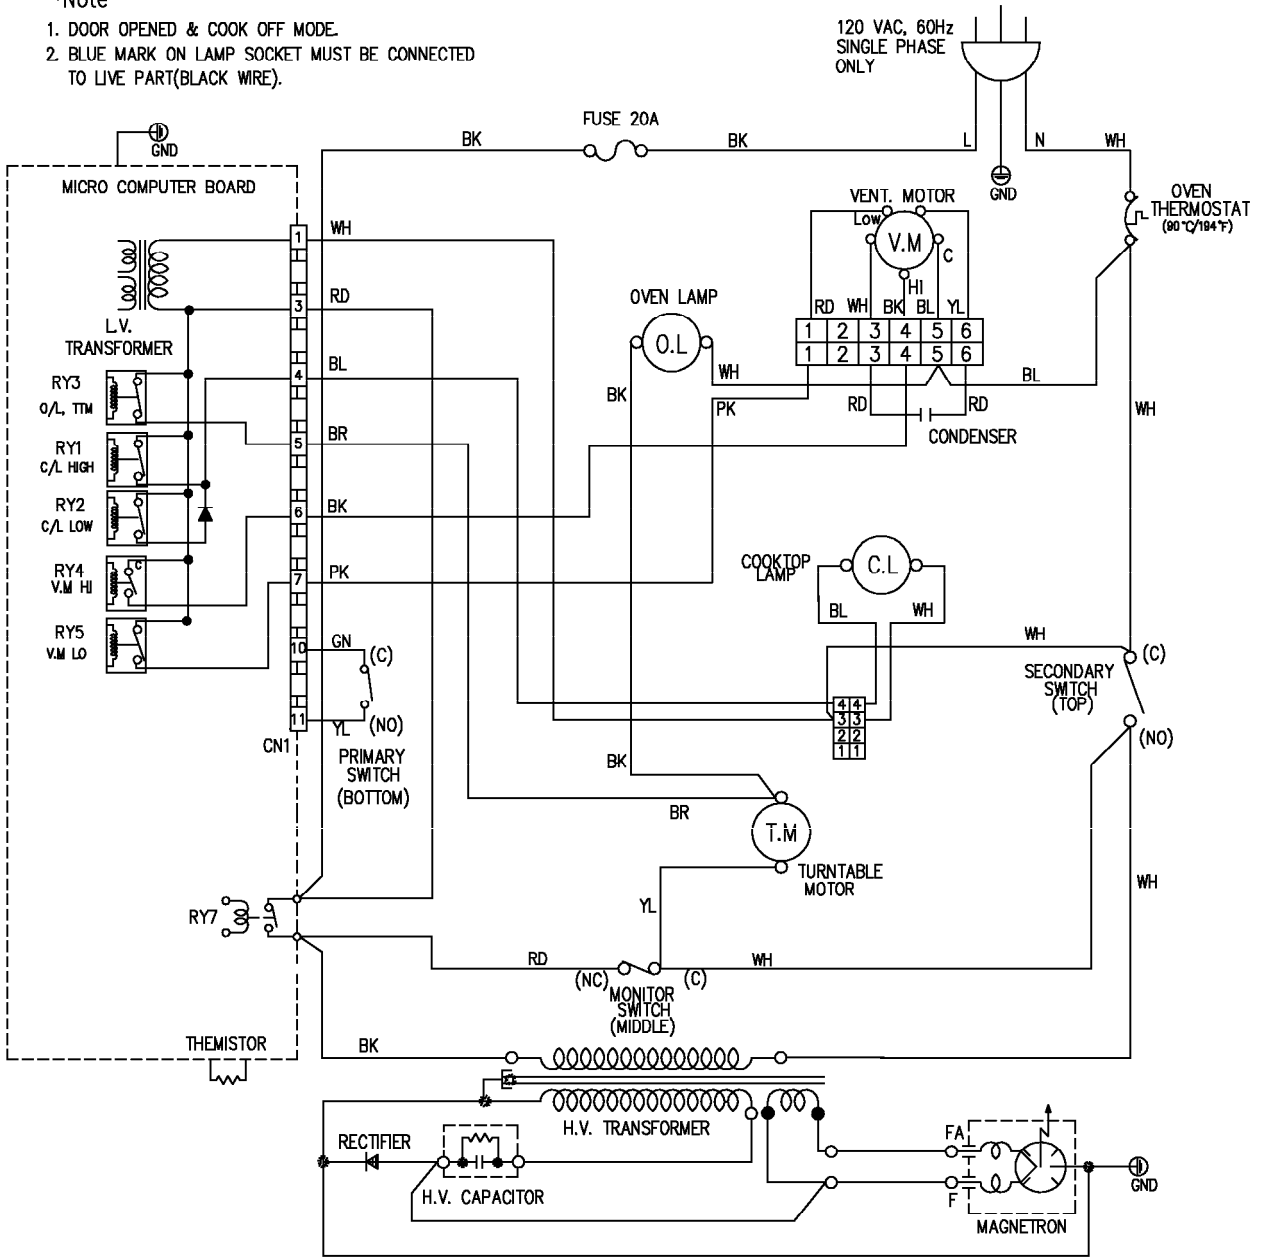 *Note
1. DOOR OPENED & COOK OFF MODE.
2. BLUE MARK ON LAMP SOCKET MUST BE CONNECTED
TO LIVE PART(BLACK WIRE).
120 VAC, 60Hz
SINGLE PHASE
ONLY
FUSE 20A
BK
BK
L
N
WH
GND
GND
MICRO COMPUTER BOARD
VENT. MOTOR
Low
V.M
C
HI
OVEN
THERMOSTAT
(90°C/194°F)
1
WH
3
RD
L.V.
TRANSFORMER
OVEN LAMP
O.L
RD
WH
BK
BL
YL
1 2 3 4 5 6
1 2 3 4 5 6
RY3
O/L, TTM
4
BL
BK
WH
PK
BL
RD
RD
CONDENSER
WH
RY1
C/L HIGH
5
BR
RY2
C/L LOW
6
BK
RY4
V.M HI
C
7
PK
COOKTOP
LAMP
C.L
BL
WH
RY5
V.M LO
10
GN
(C)
11
YL
(NO)
CN1
PRIMARY
SWITCH
(BOTTOM)
WH
(C)
SECONDARY
SWITCH
(TOP)
(NO)
4 4
3 3
2 2
1 1
BK
BR
T.M
TURNTABLE
MOTOR
WH
RY7
YL
RD
(NC)
(C)
WH
MONITOR
SWITCH
(MIDDLE)
THEMISTOR
BK
H.V. TRANSFORMER
RECTIFIER
H.V. CAPACITOR
FA
F
GND
MAGNETRON